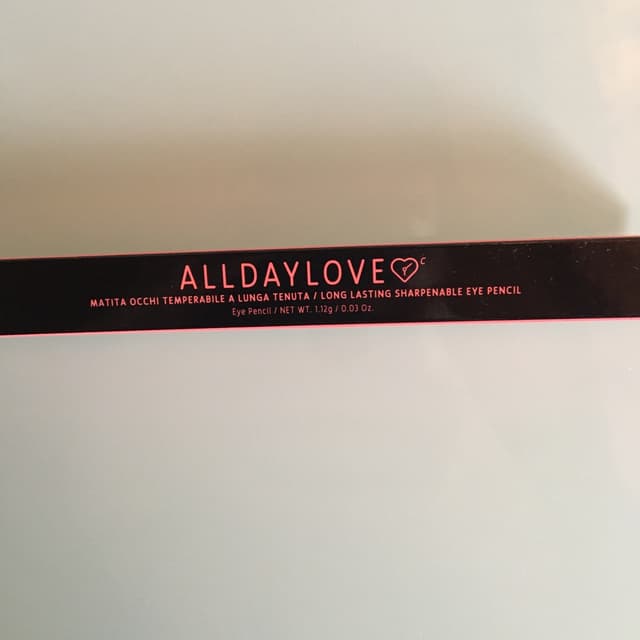 ALLDAYLOVE C
MATITA OCCHI TEMPERABILE A LUNGA TENUTA / LONG LASTING SHARPENABLE EYE PENCIL
Eye Pencil / NET WT. 1.12g / 0.03 Oz.